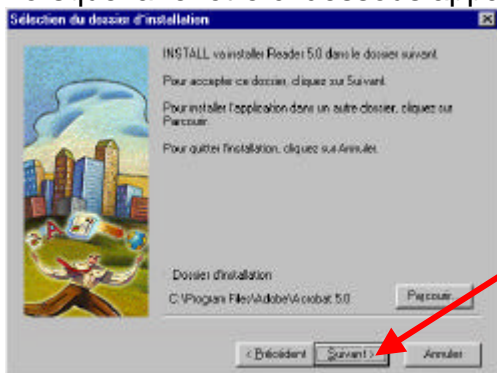 Sélection du dossier d'installation
INSTALL va installer Reader 5.0 dans le dossier suivant.
Pour accepter ce dossier, cliquez sur Suivant.
Pour installer l'application dans un autre dossier, cliquez sur
Parcourir.
Pour quitter l'installation, cliquez sur Annuler.
Dossier d'installation
C:\Program Files\Adobe\Acrobat 5.0
Parcourir...
< Précédent
Suivant >
Annuler